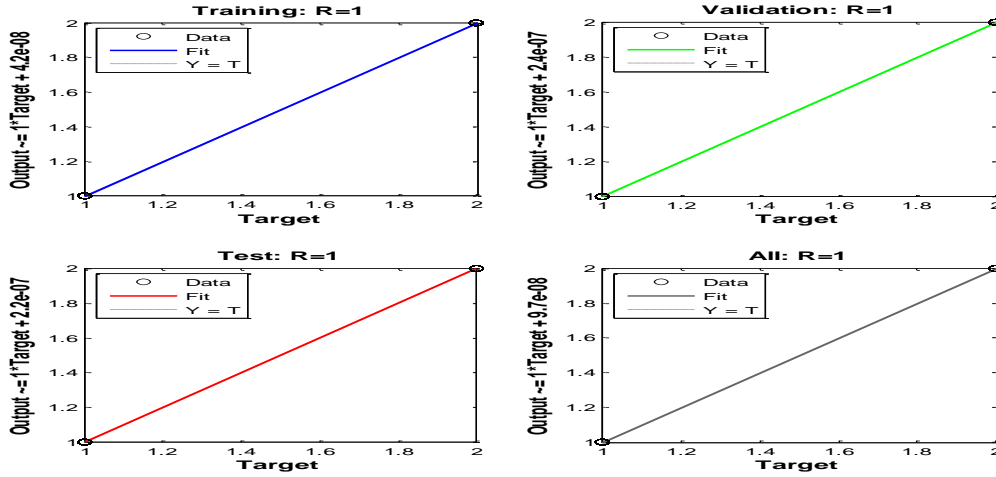 Training: R=1
Output ~= 1*Target + 4.2e-08
2
1.8
1.6
1.4
1.2
1
Data
Fit
Y = T
1
1.2
1.4
1.6
1.8
2
Target
Validation: R=1
Output ~= 1*Target + 2.4e-07
2
1.8
1.6
1.4
1.2
1
Data
Fit
Y = T
1
1.2
1.4
1.6
1.8
2
Target
Test: R=1
Output ~= 1*Target + 2.2e-07
2
1.8
1.6
1.4
1.2
1
Data
Fit
Y = T
1
1.2
1.4
1.6
1.8
2
Target
All: R=1
Output ~= 1*Target + 9.7e-08
2
1.8
1.6
1.4
1.2
1
Data
Fit
Y = T
1
1.2
1.4
1.6
1.8
2
Target